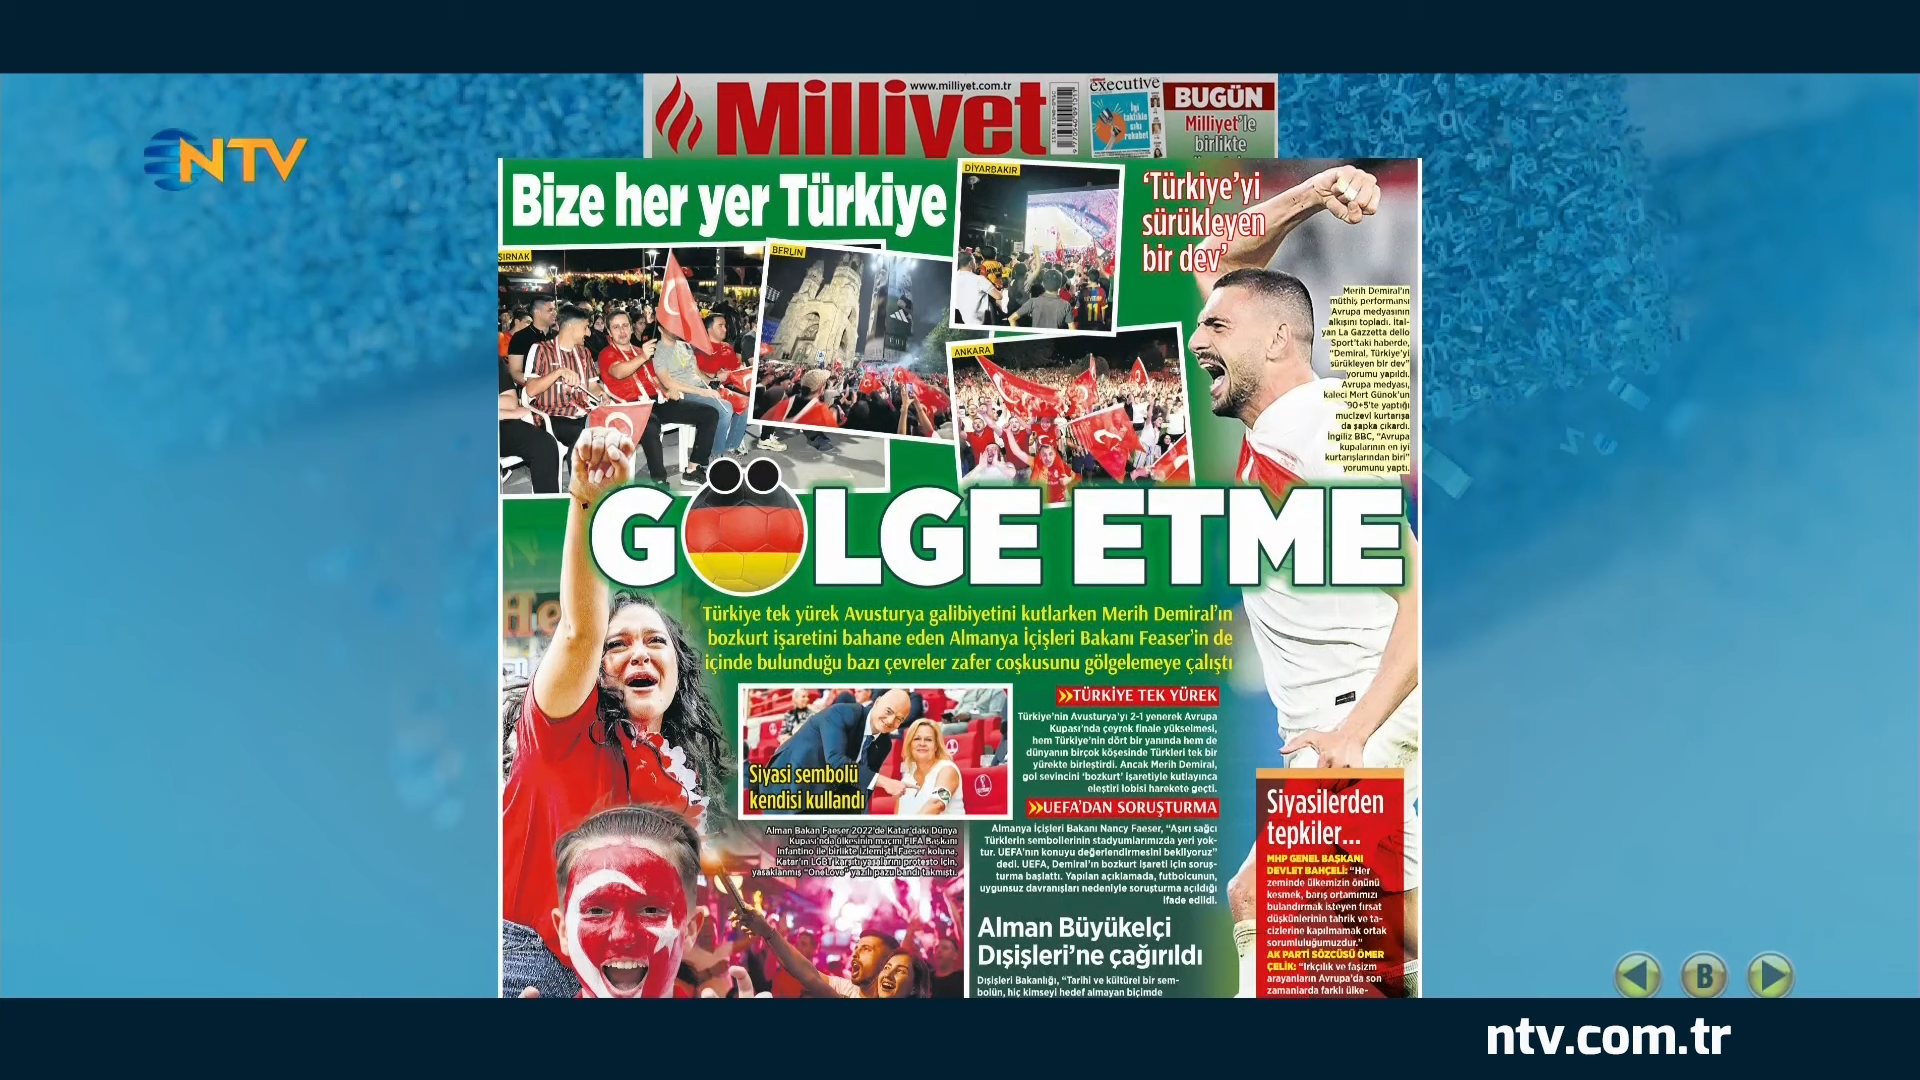 NTV
www.milliyet.com.tr
Milliyet
executive
BUGÜN
Milliyet'le
birlikte
Bize her yer Türkiye
ŞIRNAK
BERLIN
DİYARBAKIR
ANKARA
'Türkiye'yi
sürükleyen
bir dev'
Merih Demiral'ın
müthiş performansı
Avrupa medyasının
alkışını topladı. İtal-
yan La Gazzetta dello
Sport'taki haberde,
"Demiral, Türkiye'yi
sürükleyen bir dev"
yorumu yapıldı.
Avrupa medyası,
kaleci Mert Günok'un
90+5'te yaptığı
mucizevi kurtarışa
da şapka çıkardı.
İngiliz BBC, "Avrupa
kupalarının en iyi
kurtarışlarından biri"
yorumunu yaptı.
GÖLGE ETME
Türkiye tek yürek Avusturya galibiyetini kutlarken Merih Demiral'ın
bozkurt işaretini bahane eden Almanya İçişleri Bakanı Feaser'in de
içinde bulunduğu bazı çevreler zafer coşkusunu gölgelemeye çalıştı
Siyasi sembolü
kendisi kullandı
Alman Bakan Faeser 2022'de Katar'daki Dünya
Kupası'nda ülkesinin maçını FIFA Başkanı
Infantino ile birlikte izlemişti. Faeser koluna,
Katar'ın LGBT karşıtı yasalarını protesto için,
yasaklanmış "OneLove" yazılı pazu bandı takmıştı.
TÜRKİYE TEK YÜREK
Türkiye'nin Avusturya'yı 2-1 yenerek Avrupa
Kupası'nda çeyrek finale yükselmesi,
hem Türkiye'nin dört bir yanında hem de
dünyanın birçok köşesinde Türkleri tek bir
yürekte birleştirdi. Ancak Merih Demiral,
gol sevincini 'bozkurt' işaretiyle kutlayınca
eleştiri lobisi harekete geçti.
UEFA'DAN SORUŞTURMA
Almanya İçişleri Bakanı Nancy Faeser, "Aşırı sağcı
Türklerin sembollerinin stadyumlarımızda yeri yok-
tur. UEFA'nın konuyu değerlendirmesini bekliyoruz"
dedi. UEFA, Demiral'ın bozkurt işareti için soruş-
turma başlattı. Yapılan açıklamada, futbolcunun,
uygunsuz davranışları nedeniyle soruşturma açıldığı
ifade edildi.
Alman Büyükelçi
Dışişleri'ne çağırıldı
Dışişleri Bakanlığı, "Tarihi ve kültürel bir sem-
bolün, hiç kimseyi hedef almayan biçimde
Siyasilerden
tepkiler...
MHP GENEL BAŞKANI
DEVLET BAHÇELİ: "Her
zeminde ülkemizin önünü
kesmek, barış ortamımızı
bulandırmak isteyen fırsat
düşkünlerinin tahrik ve ta-
cizlerine kapılmamak ortak
sorumluluğumuzdur."
AK PARTİ SÖZCÜSÜ ÖMER
ÇELİK: "Irkçılık ve faşizm
arayanların Avrupa'da son
zamanlarda farklı ülke-
B
ntv.com.tr